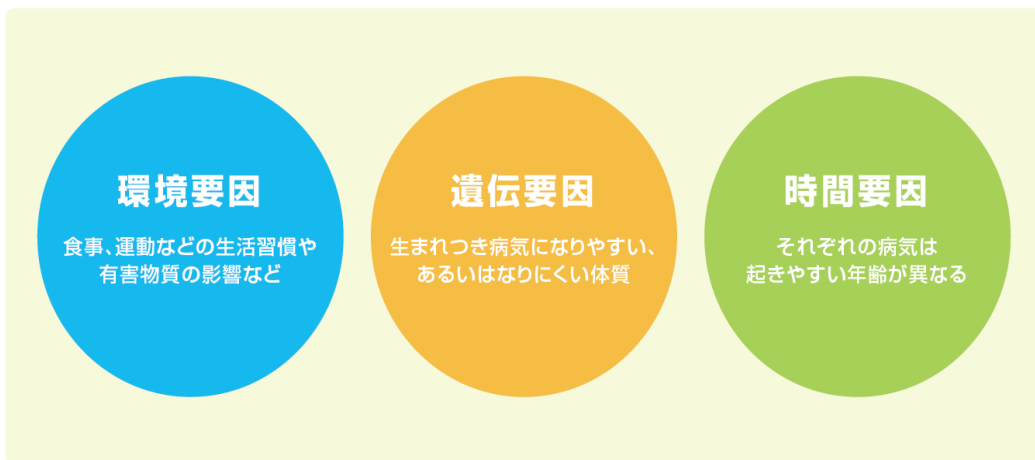 環境要因
食事、運動などの生活習慣や
有害物質の影響など
遺伝要因
生まれつき病気になりやすい、
あるいはなりにくい体質
時間要因
それぞれの病気は
起きやすい年齢が異なる